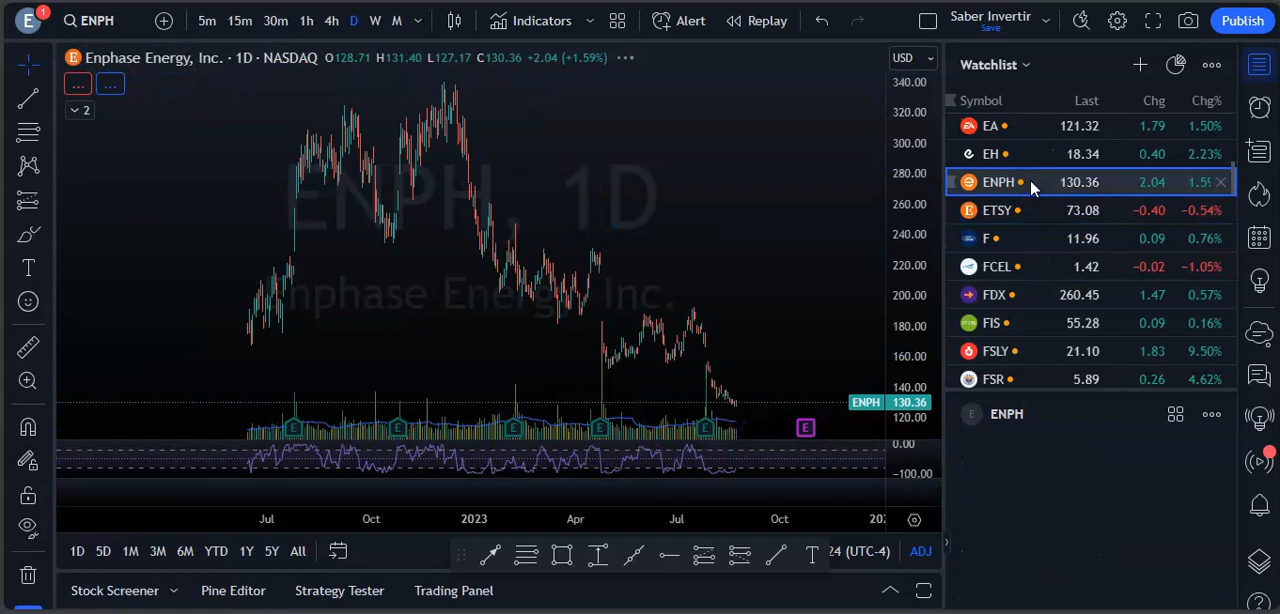 E 1 ENPH 5m 15m 30m 1h 4h D W M Indicators Alert Replay Saber Invertir Save Publish
E Enphase Energy, Inc. · 1D · NASDAQ O128.71 H131.40 L127.17 C130.36 +2.04 (+1.59%) ...
USD
... ...
2
ENPH, 1D
nphase Energy, Inc.
340.00
320.00
300.00
280.00
260.00
240.00
220.00
200.00
180.00
160.00
140.00
ENPH 130.36
120.00
0.00
-100.00
E E E E E E
Jul Oct 2023 Apr Jul Oct 202
1D 5D 1M 3M 6M YTD 1Y 5Y All 24 (UTC-4) ADJ
T
Stock Screener Pine Editor Strategy Tester Trading Panel
Watchlist
Symbol Last Chg Chg%
EA 121.32 1.79 1.50%
EH 18.34 0.40 2.23%
ENPH 130.36 2.04 1.59
E ETSY 73.08 −0.40 −0.54%
F 11.96 0.09 0.76%
FCEL 1.42 −0.02 −1.05%
FDX 260.45 1.47 0.57%
FIS 55.28 0.09 0.16%
FSLY 21.10 1.83 9.50%
FSR 5.89 0.26 4.62%
E ENPH